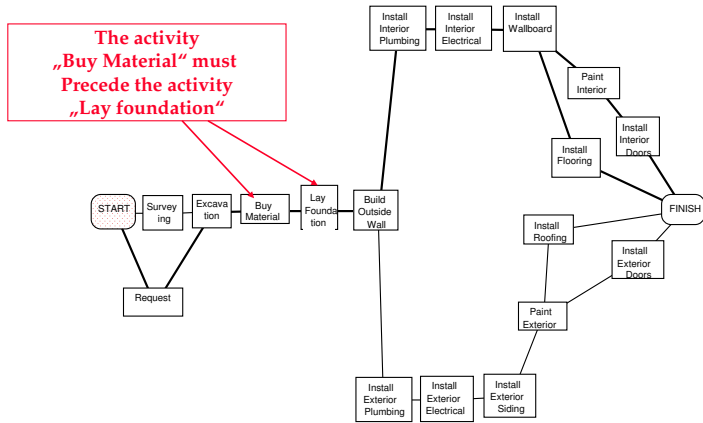 The activity
„Buy Material“ must
Precede the activity
„Lay foundation“
Install
Interior
Plumbing
Install
Interior
Electrical
Install
Wallboard
Paint
Interior
Install
Interior
Doors
Install
Flooring
START
Survey
ing
Excava
tion
Buy
Material
Lay
Founda
tion
Build
Outside
Wall
FINISH
Install
Roofing
Install
Exterior
Doors
Request
Paint
Exterior
Install
Exterior
Plumbing
Install
Exterior
Electrical
Install
Exterior
Siding